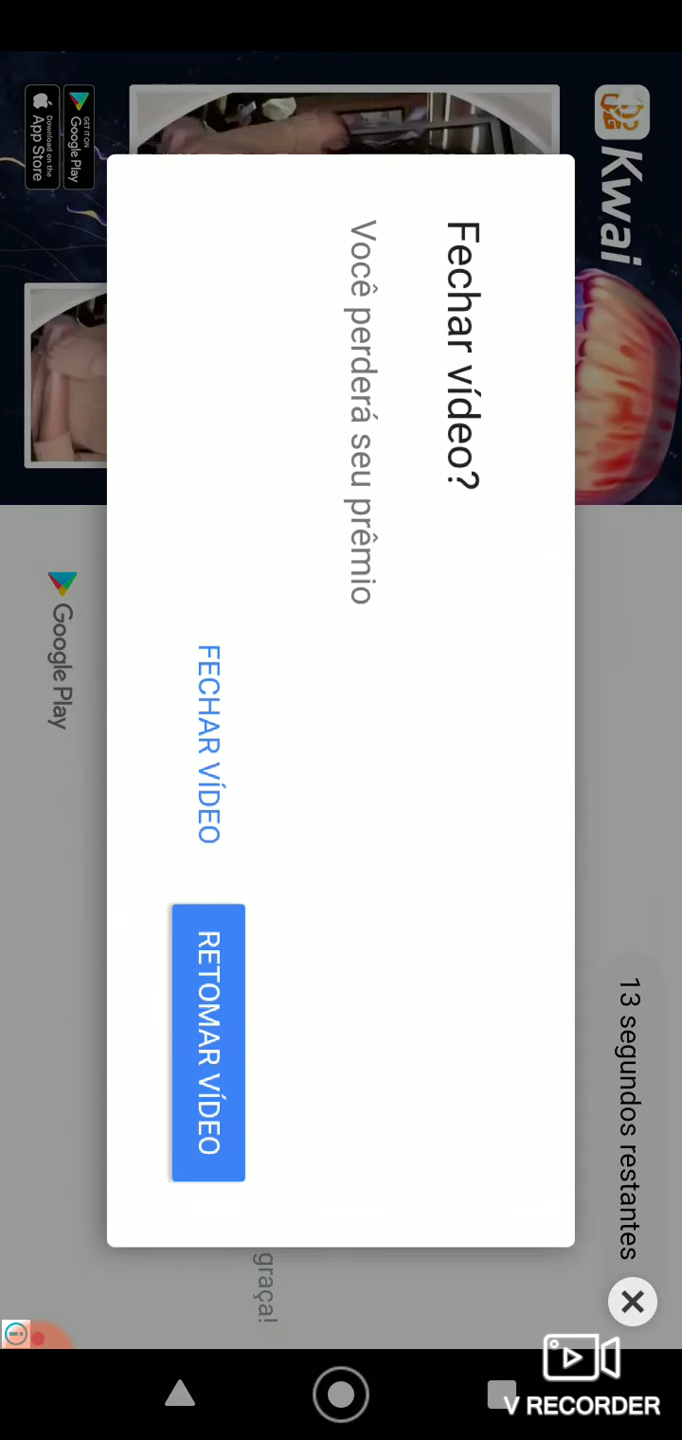 Kwai
13 segundos restantes
Fechar vídeo?
Você perderá seu prêmio
FECHAR VÍDEO
RETOMAR VÍDEO
graça!
GET IT ON
Google Play
Download on the
App Store
Google Play
V RECORDER